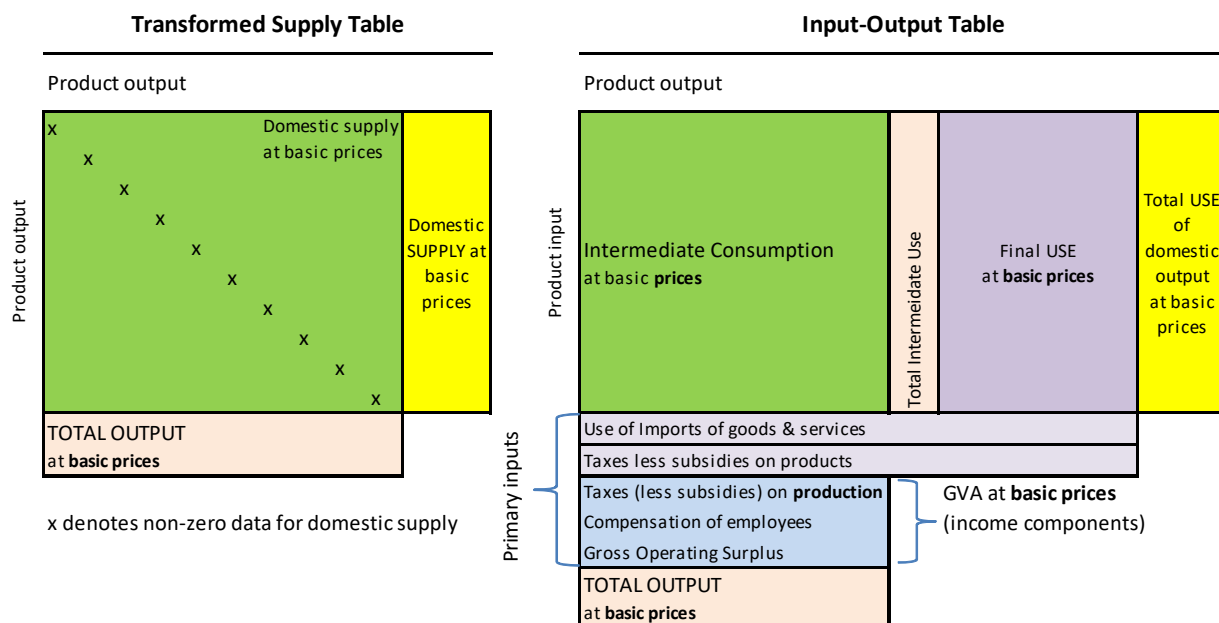 Transformed Supply Table
Product output
Product output
x
x
x
x
x
x
x
x
x
x
Domestic supply
at basic prices
Domestic
SUPPLY at
basic
prices
TOTAL OUTPUT
at basic prices
x denotes non-zero data for domestic supply
Input-Output Table
Product output
Product input
Intermediate Consumption
at basic prices
Total Intermeidate Use
Final USE
at basic prices
Total USE
of
domestic
output
at basic
prices
Primary inputs
Use of Imports of goods & services
Taxes less subsidies on products
Taxes (less subsidies) on production
Compensation of employees
Gross Operating Surplus
GVA at basic prices
(income components)
TOTAL OUTPUT
at basic prices